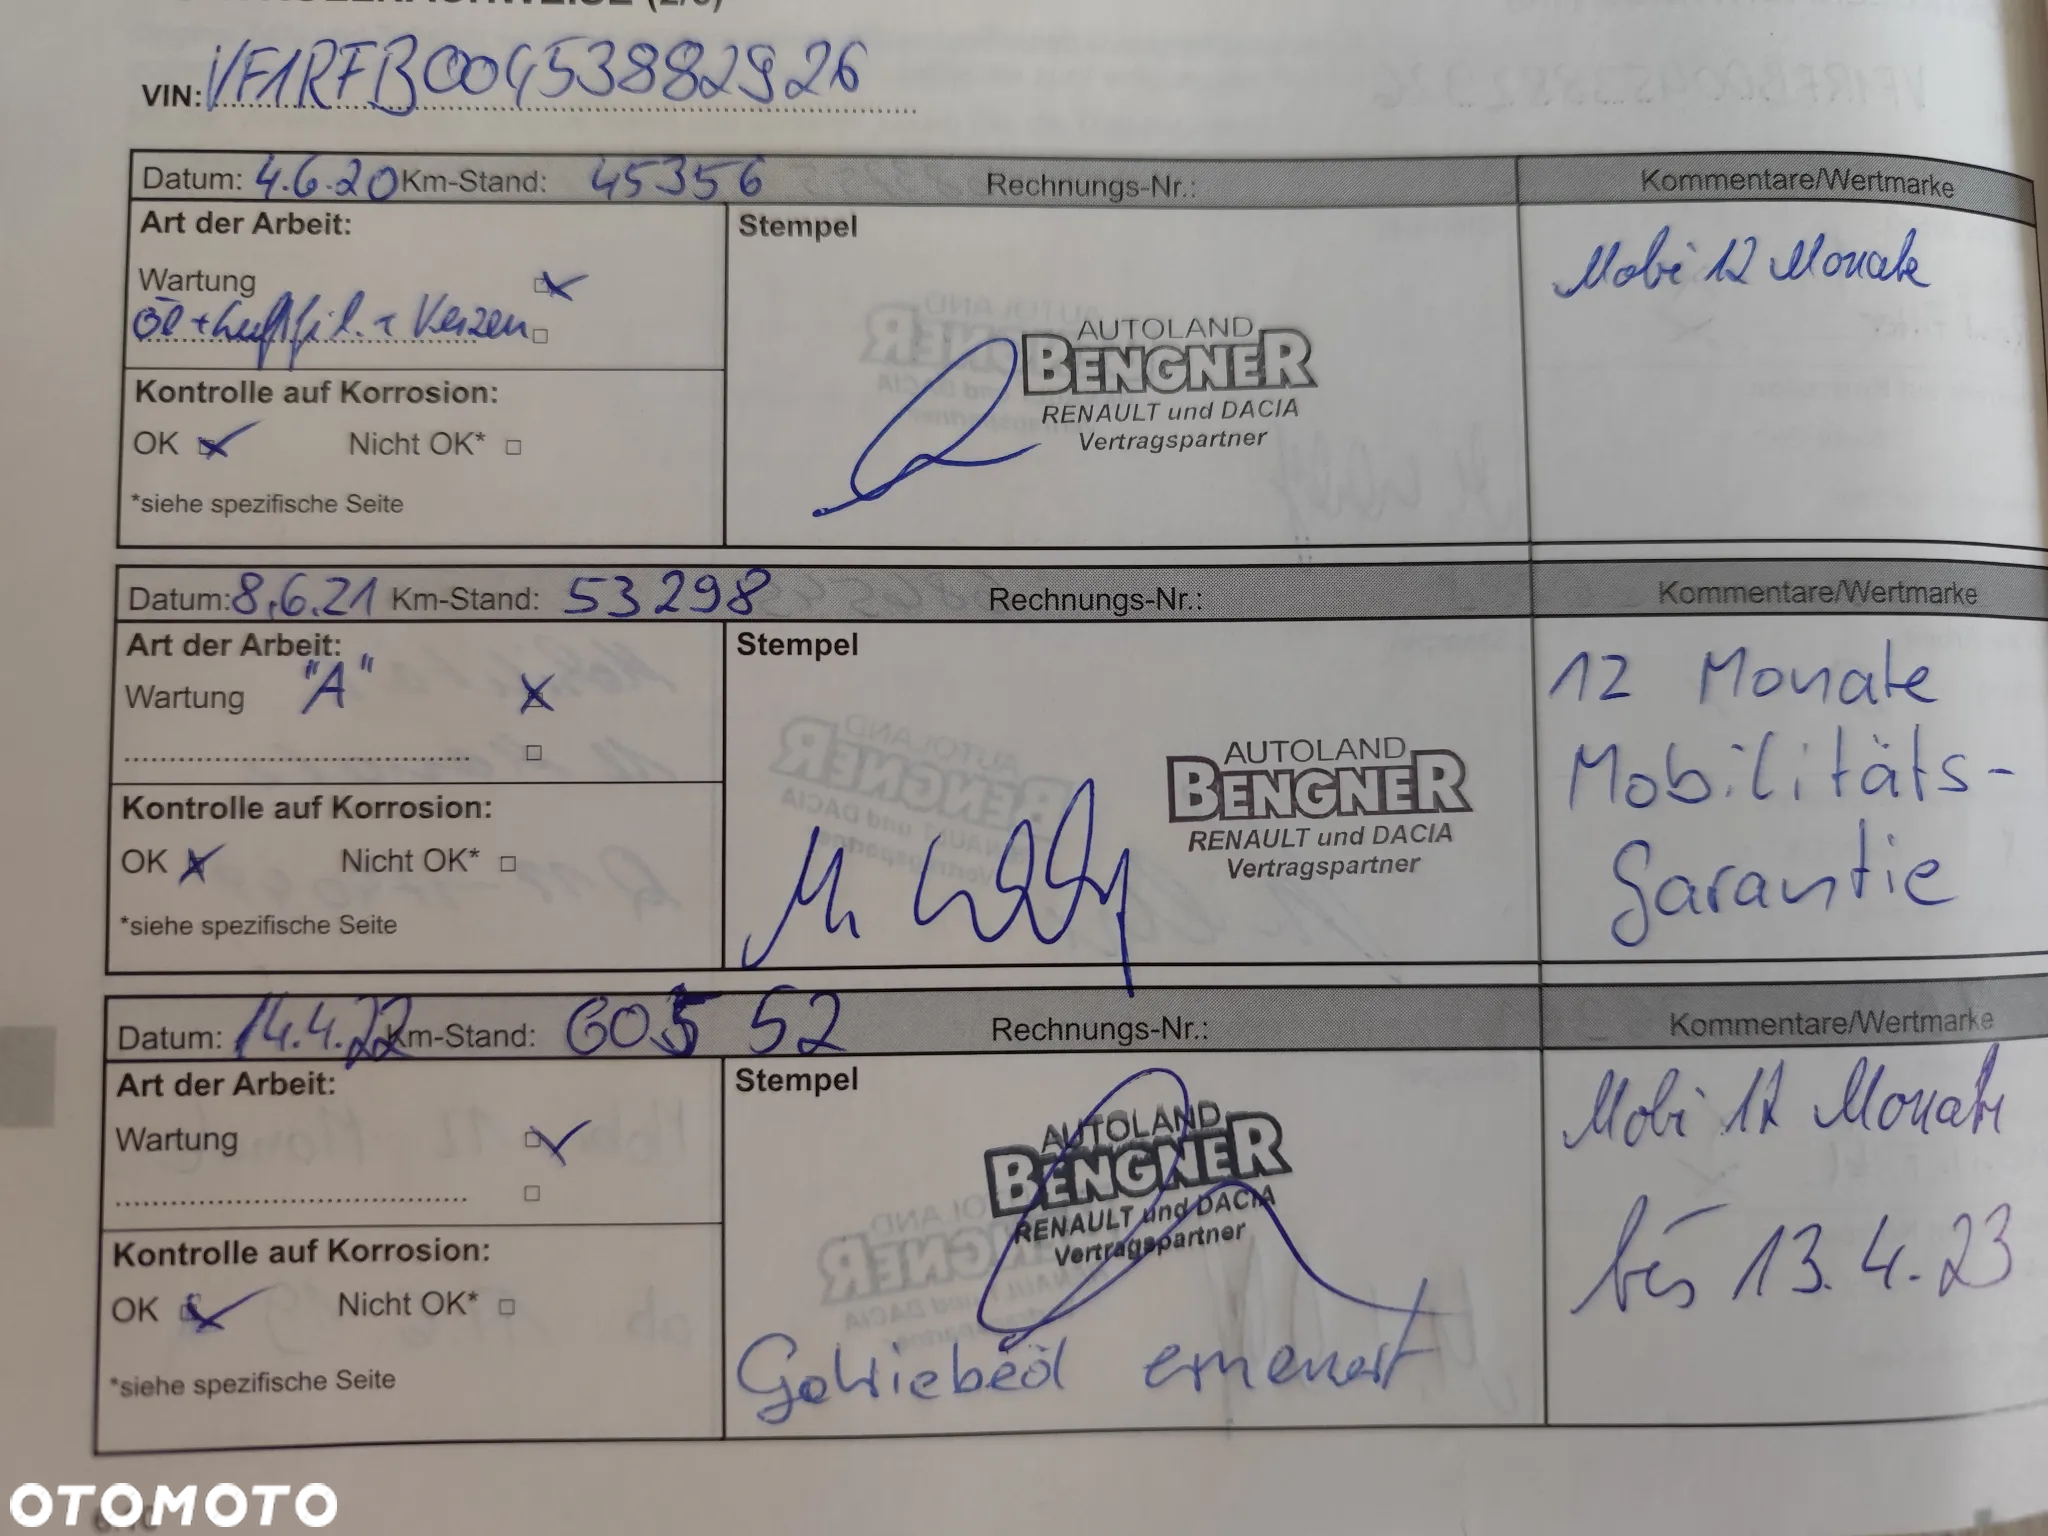 VIN: VF1RFB00453882926
Datum: 4.6.20 Km-Stand: 45356 Rechnungs-Nr.: Kommentare/Wertmarke
Art der Arbeit:
Wartung
Öl + Luftfil. + Kerzen
Kontrolle auf Korrosion:
OK Nicht OK*
*siehe spezifische Seite
Stempel
AUTOLAND
BENGNER
RENAULT und DACIA
Vertragspartner
Mobi 12 Monate
Datum: 8.6.21 Km-Stand: 53298 Rechnungs-Nr.: Kommentare/Wertmarke
Art der Arbeit:
Wartung "A"
Kontrolle auf Korrosion:
OK Nicht OK*
*siehe spezifische Seite
Stempel
AUTOLAND
BENGNER
RENAULT und DACIA
Vertragspartner
12 Monate
Mobilitäts-
Garantie
Datum: 14.4.22 Km-Stand: 60552 Rechnungs-Nr.: Kommentare/Wertmarke
Art der Arbeit:
Wartung
Kontrolle auf Korrosion:
OK Nicht OK*
*siehe spezifische Seite
Stempel
AUTOLAND
BENGNER
RENAULT und DACIA
Vertragspartner
Getriebeöl erneuert
Mobi 12 Monate
bis 13.4.23
OTOMOTO